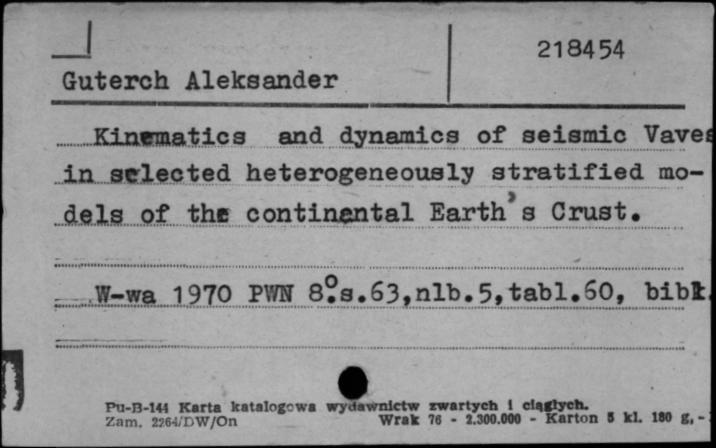 218454
Guterch Aleksander
Kinematics and dynamics of seismic Vaves
in selected heterogeneously stratified mo-
dels of the continental Earth's Crust.
W-wa 1970 PWN 8°.s.63,nlb.5,tabl.60, bibl.
Pu-B-144 Karta katalogowa wydawnictw zwartych i ciągłych.
Zam. 2264/DW/On Wrak 76 - 2.300.000 - Karton 5 kl. 180 g, -